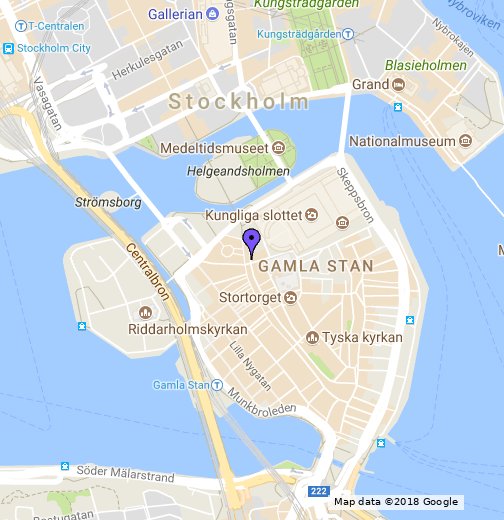 Kungsträdgården
T-Centralen
Gallerian
Kungsgatan
Nybroviken
Nybrokajen
Kungsträdgården
Stockholm City
Herkulesgatan
Blasieholmen
Vasagatan
Grand
Stockholm
Medeltidsmuseet
Nationalmuseum
Helgeandsholmen
Skeppsbron
Strömsborg
Kungliga slottet
Centralbron
GAMLA STAN
Stortorget
Riddarholmskyrkan
Tyska kyrkan
Lilla Nygatan
Gamla Stan
Munkbroleden
Söder Mälarstrand
222
Map data ©2018 Google